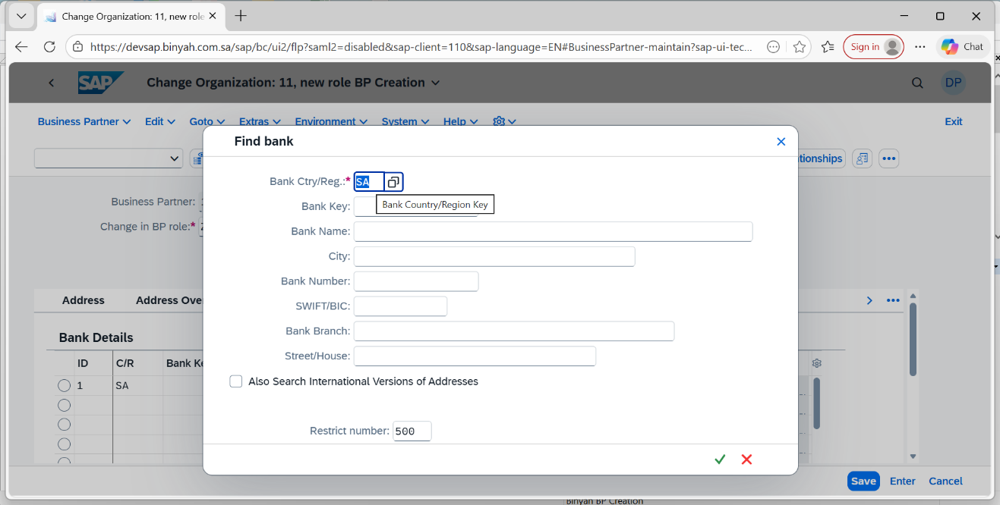 Change Organization: 11, new role
https://devsap.binyah.com.sa/sap/bc/ui2/flp?saml2=disabled&sap-client=110&sap-language=EN#BusinessPartner-maintain?sap-ui-tec...
Sign in
Chat
SAP
Change Organization: 11, new role BP Creation
DP
Business Partner
Edit
Goto
Extras
Environment
System
Help
Exit
Find bank
tionships
Bank Ctry/Reg.:* SA
Business Partner:
Bank Key:
Bank Country/Region Key
Change in BP role:*
Bank Name:
City:
Bank Number:
Address
Address Ove
SWIFT/BIC:
Bank Branch:
Bank Details
Street/House:
ID C/R Bank Ke
Also Search International Versions of Addresses
1 SA
Restrict number: 500
Save Enter Cancel
Binyah BP Creation